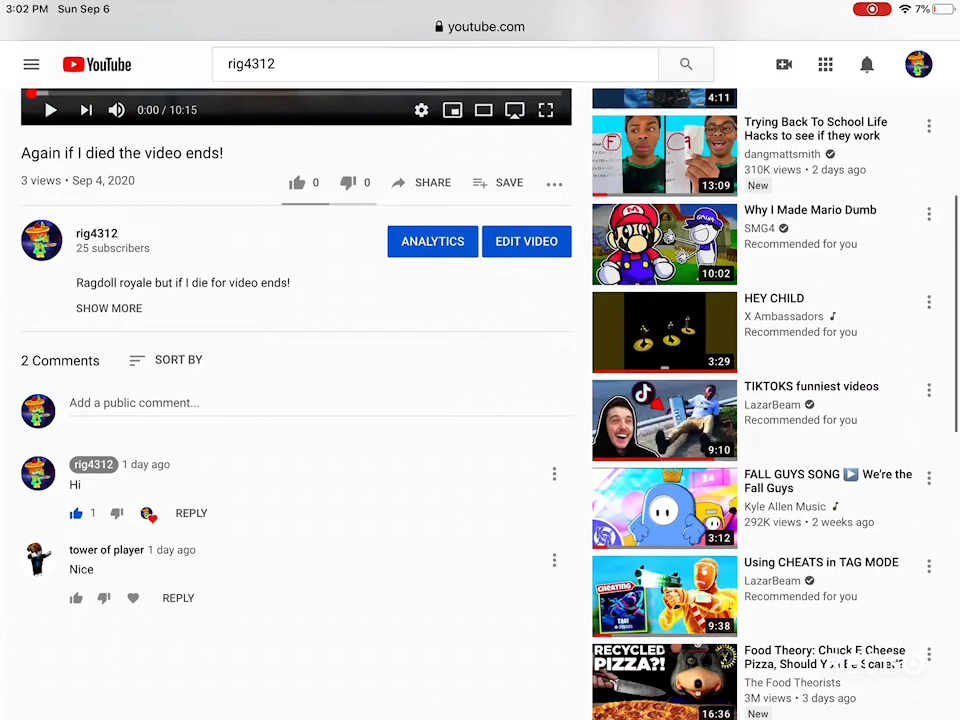 3:02 PM Sun Sep 6
7%
youtube.com
YouTube
rig4312
0:00 / 10:15
Again if I died the video ends!
3 views • Sep 4, 2020
0
0
SHARE
SAVE
rig4312
25 subscribers
ANALYTICS
EDIT VIDEO
Ragdoll royale but if I die for video ends!
SHOW MORE
2 Comments
SORT BY
Add a public comment...
rig4312 1 day ago
Hi
1
REPLY
tower of player 1 day ago
Nice
REPLY
4:11
13:09
Trying Back To School Life
Hacks to see if they work
dangmattsmith
310K views • 2 days ago
New
10:02
Why I Made Mario Dumb
SMG4
Recommended for you
3:29
HEY CHILD
X Ambassadors
Recommended for you
9:10
TIKTOKS funniest videos
LazarBeam
Recommended for you
3:12
FALL GUYS SONG ▶️ We're the
Fall Guys
Kyle Allen Music
292K views • 2 weeks ago
CHEATING
TAG
9:38
Using CHEATS in TAG MODE
LazarBeam
Recommended for you
RECYCLED
PIZZA?!
16:36
Food Theory: Chuck E Cheese
Pizza, Should You Be Scared?
The Food Theorists
3M views • 3 days ago
New